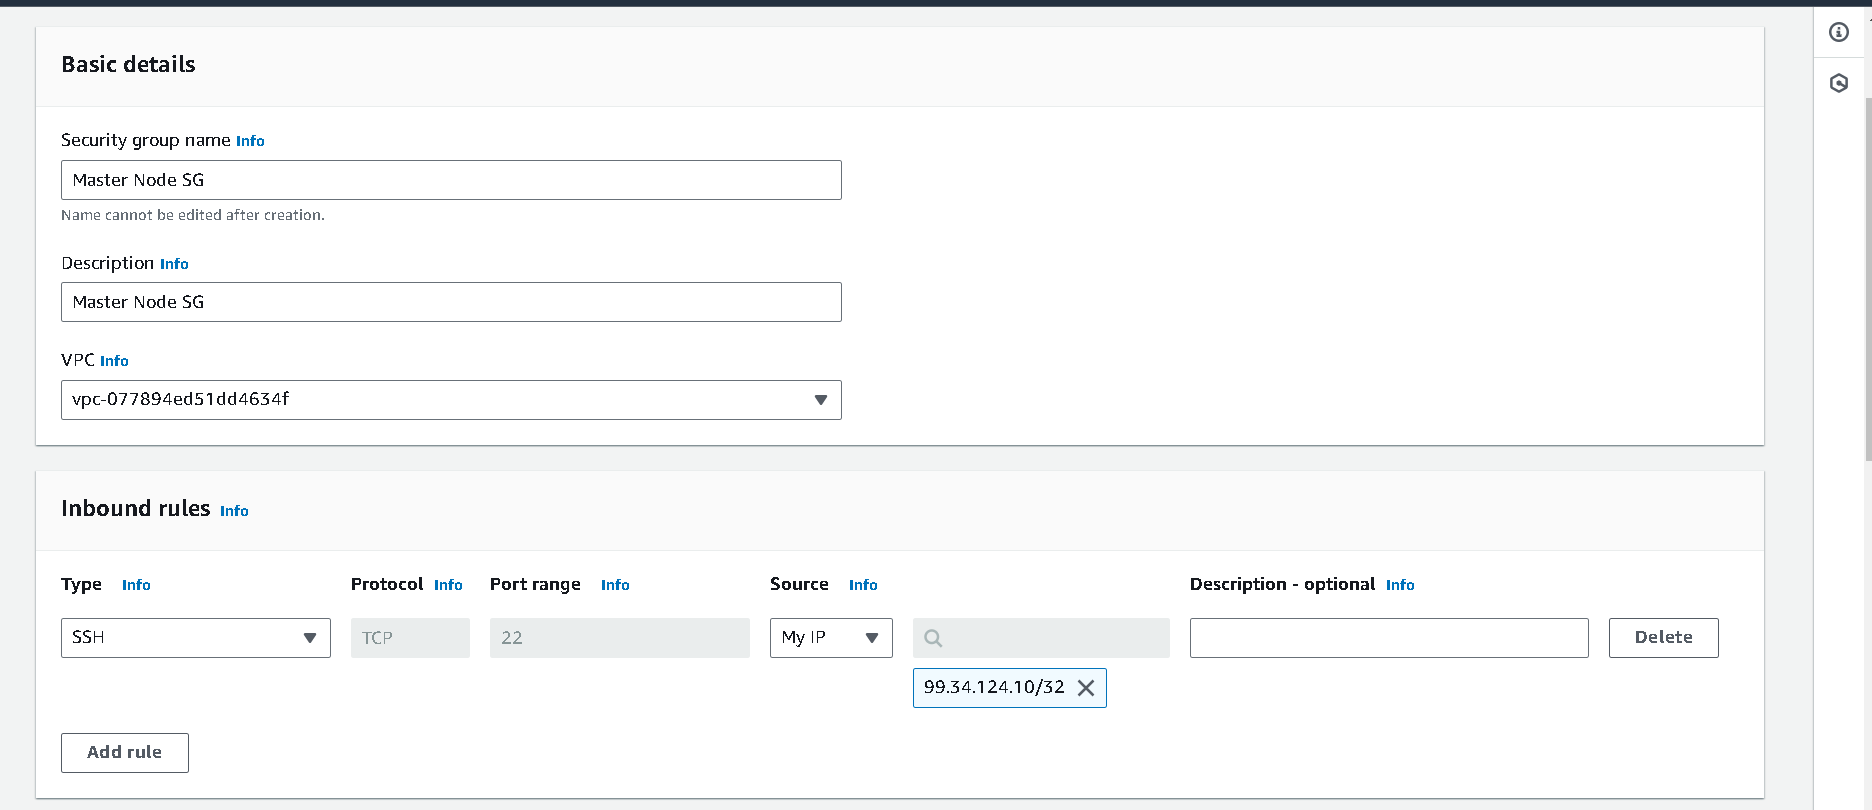 Basic details
Security group name Info
Master Node SG
Name cannot be edited after creation.
Description Info
Master Node SG
VPC Info
vpc-077894ed51dd4634f
Inbound rules Info
Type Info Protocol Info Port range Info Source Info Description - optional Info
SSH TCP 22 My IP Delete
99.34.124.10/32
Add rule